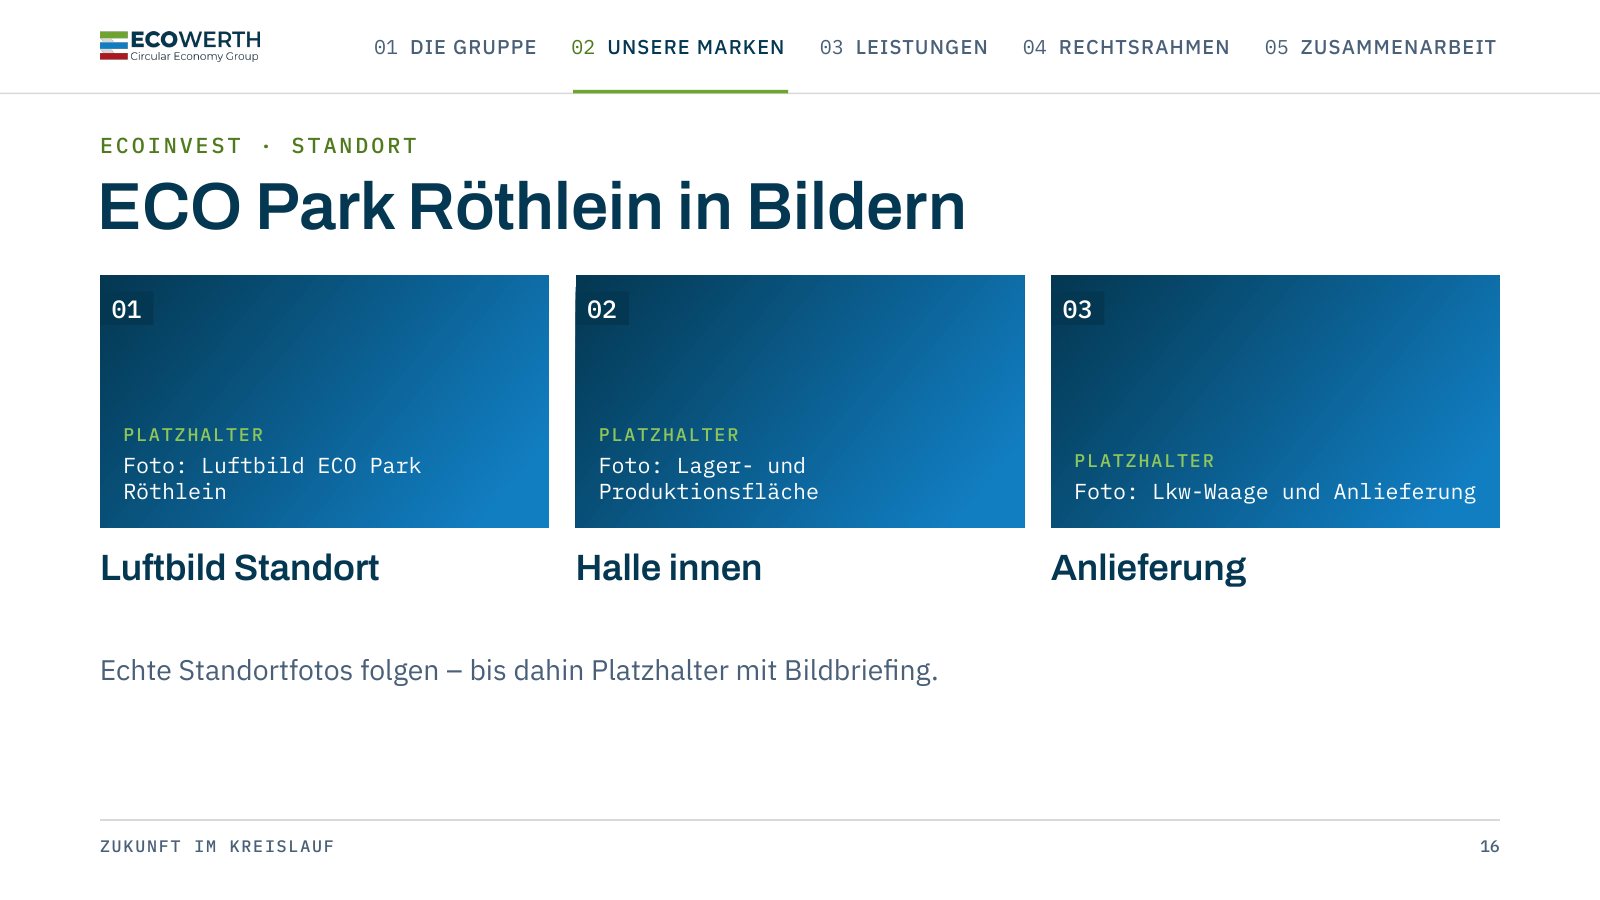 ECOWERTH
Circular Economy Group
01 DIE GRUPPE
02 UNSERE MARKEN
03 LEISTUNGEN
04 RECHTSRAHMEN
05 ZUSAMMENARBEIT
ECOINVEST · STANDORT
ECO Park Röthlein in Bildern
01
PLATZHALTER
Foto: Luftbild ECO Park
Röthlein
Luftbild Standort
02
PLATZHALTER
Foto: Lager- und
Produktionsfläche
Halle innen
03
PLATZHALTER
Foto: Lkw-Waage und Anlieferung
Anlieferung
Echte Standortfotos folgen – bis dahin Platzhalter mit Bildbriefing.
ZUKUNFT IM KREISLAUF
16